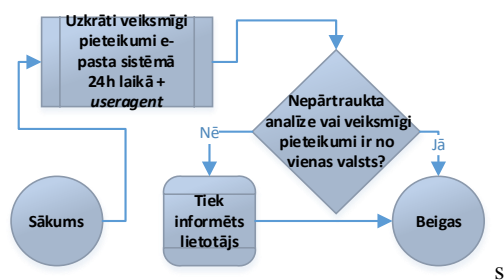 Uzkrāti veiksmīgi
pieteikumi e-
pasta sistēmā
24h laikā +
useragent
Nepārtraukta
analīze vai veiksmīgi
pieteikumi ir no
vienas valsts?
Nē
Jā
Sākums
Tiek
informēts
lietotājs
Beigas
s